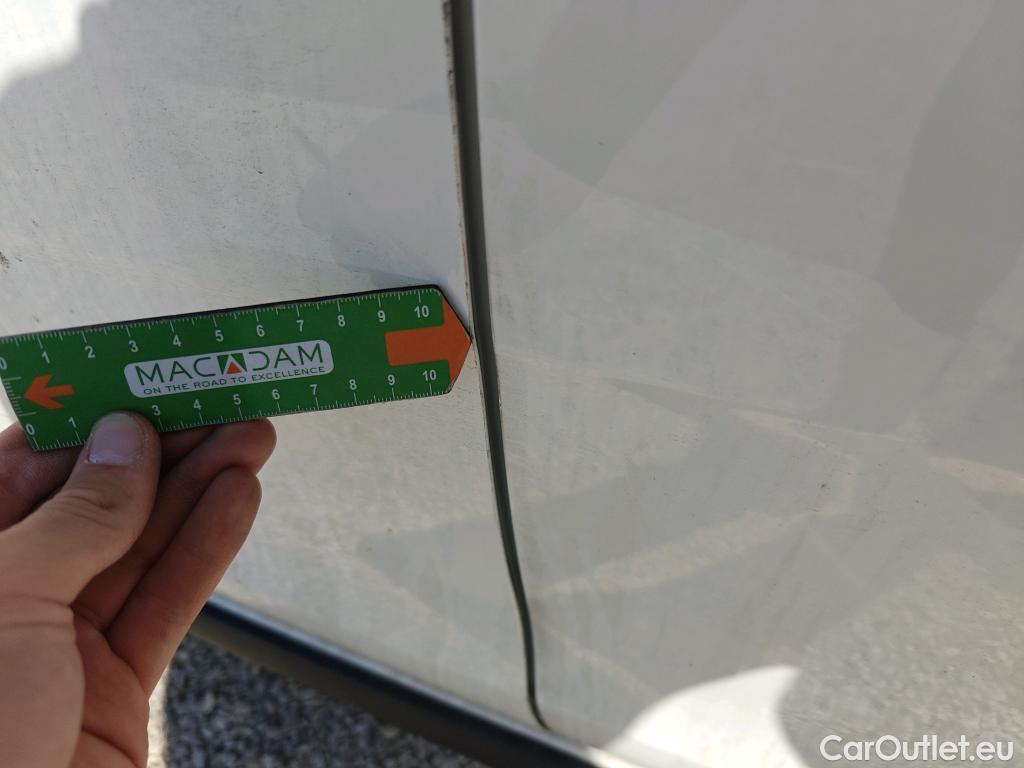 0 1 2 3 4 5 6 7 8 9 10
MACADAM
ON THE ROAD TO EXCELLENCE
0 1 3 4 5 6 7 8 9 10
CarOutlet.eu